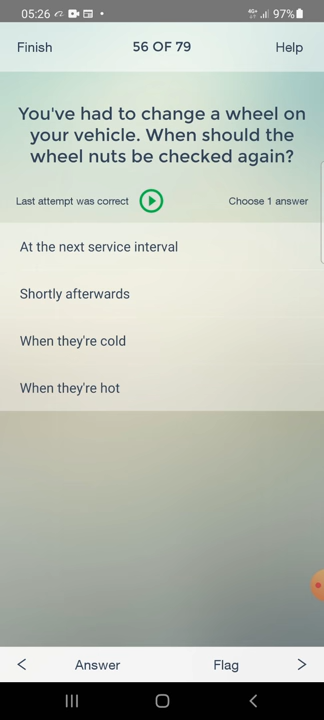 05:26 4G+ 97%
Finish 56 OF 79 Help
You've had to change a wheel on
your vehicle. When should the
wheel nuts be checked again?
Last attempt was correct Choose 1 answer
At the next service interval
Shortly afterwards
When they're cold
When they're hot
< Answer Flag >